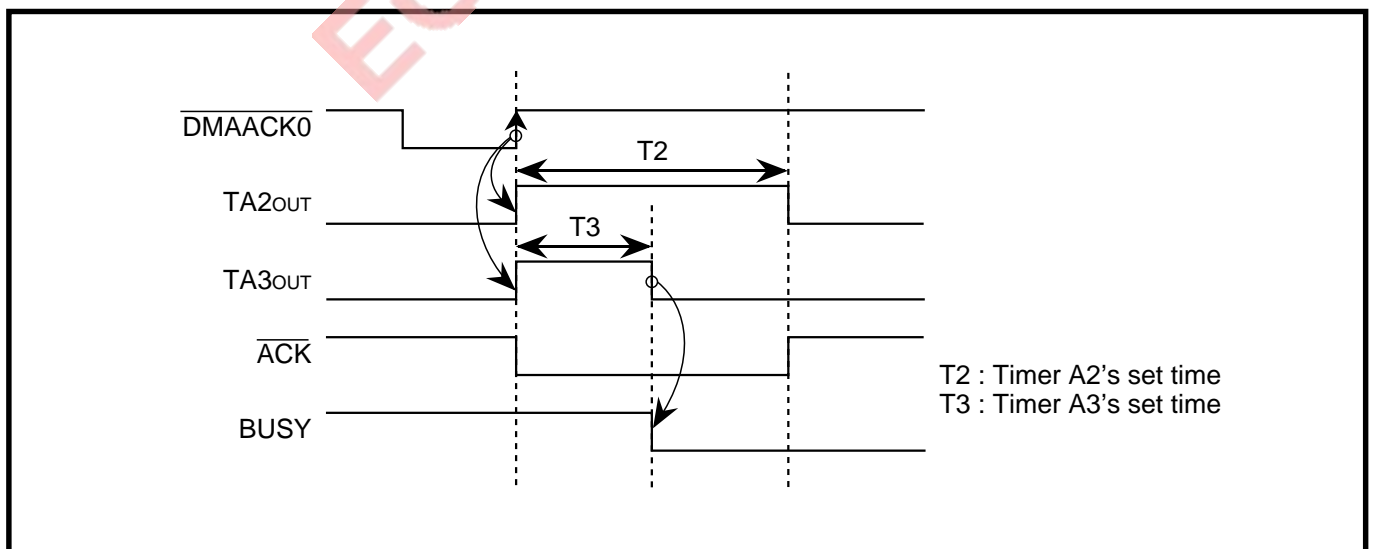 DMAACK0
T2
TA2OUT
T3
TA3OUT
ACK
T2 : Timer A2's set time
T3 : Timer A3's set time
BUSY